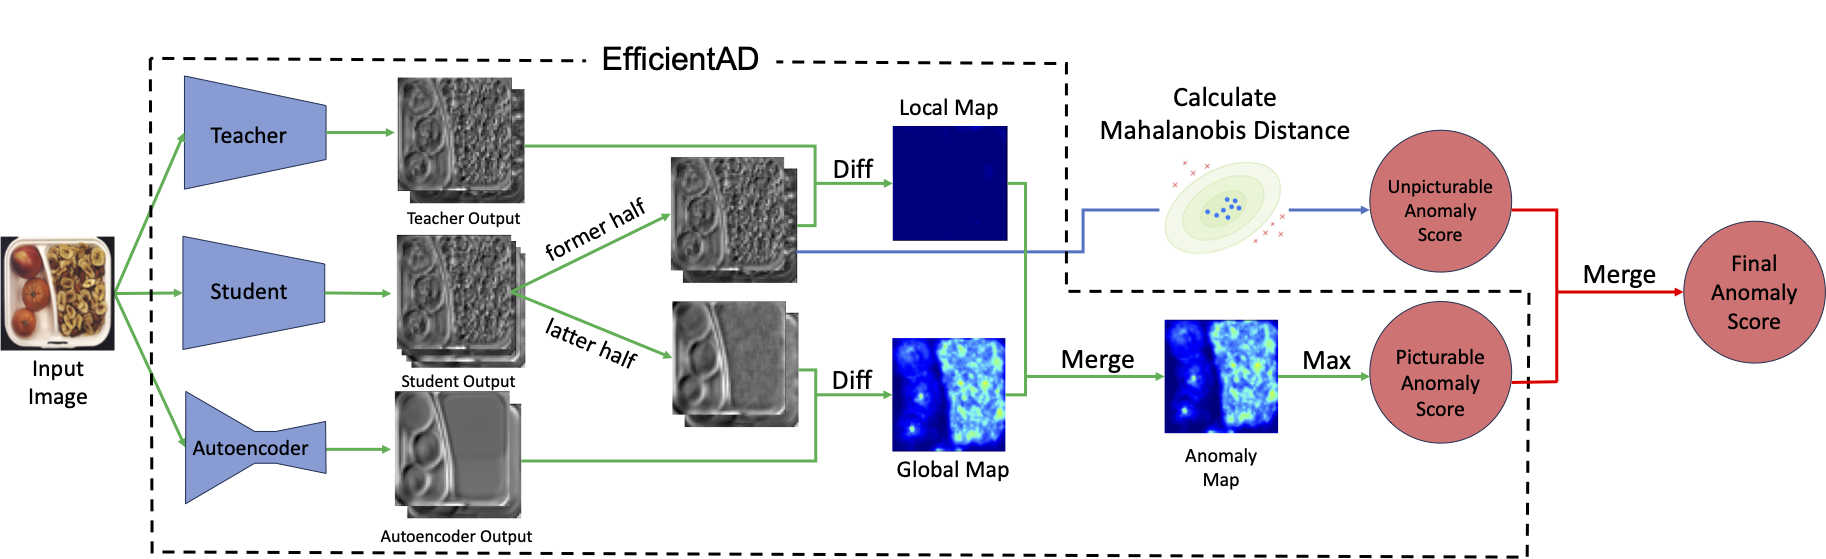 EfficientAD
Teacher
Teacher Output
Student
Student Output
Autoencoder
Autoencoder Output
Input
Image
former half
latter half
Diff
Local Map
Diff
Global Map
Calculate
Mahalanobis Distance
Merge
Anomaly
Map
Max
Unpicturable
Anomaly
Score
Picturable
Anomaly
Score
Merge
Final
Anomaly
Score